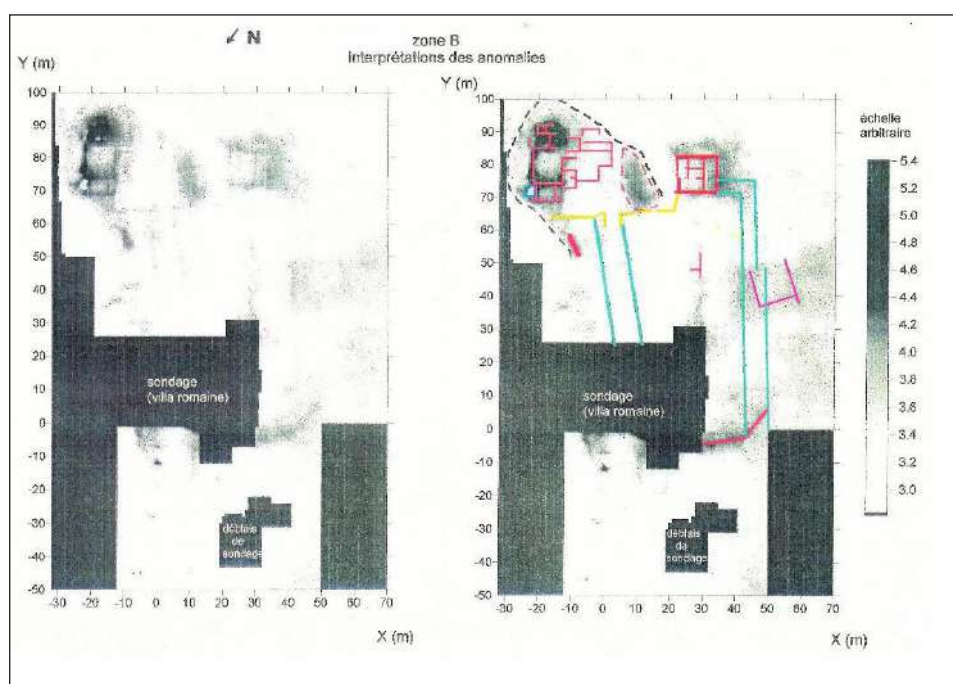 N
zone B
interprétations des anomalies
Y (m)
100
90
80
70
60
50
40
30
20
10
0
-10
-20
-30
-40
-50
sondage
(villa romaine)
déblais
de
sondage
-30 -20 -10 0 10 20 30 40 50 60 70
X (m)
Y (m)
100
90
80
70
60
50
40
30
20
10
0
-10
-20
-30
-40
-50
sondage
(villa romaine)
déblais
de
sondage
-30 -20 -10 0 10 20 30 40 50 60 70
X (m)
échelle
arbitraire
5.4
5.2
5.0
4.8
4.6
4.4
4.2
4.0
3.8
3.6
3.4
3.2
3.0